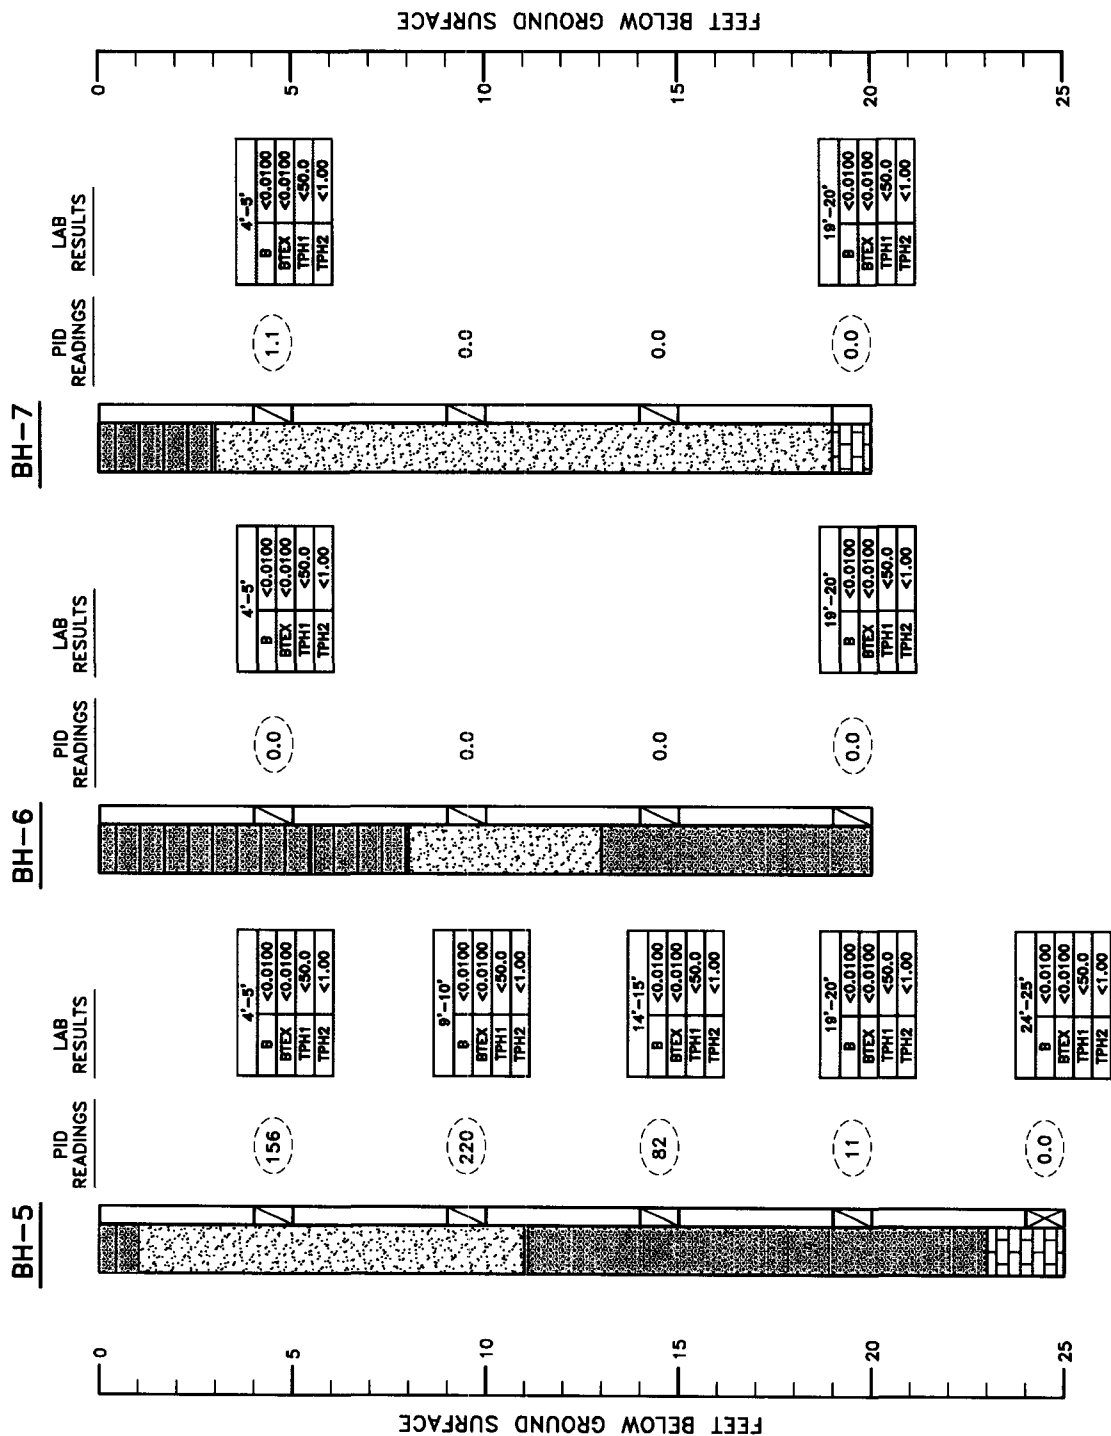 BH-5
PID
READINGS
LAB
RESULTS
156
4'-5'
B <0.0100
BTEX <0.0100
TPH1 <50.0
TPH2 <1.00
220
9'-10'
B <0.0100
BTEX <0.0100
TPH1 <50.0
TPH2 <1.00
82
14'-15'
B <0.0100
BTEX <0.0100
TPH1 <50.0
TPH2 <1.00
11
19'-20'
B <0.0100
BTEX <0.0100
TPH1 <50.0
TPH2 <1.00
0.0
24'-25'
B <0.0100
BTEX <0.0100
TPH1 <50.0
TPH2 <1.00
FEET BELOW GROUND SURFACE
0
5
10
15
20
25
BH-6
PID
READINGS
LAB
RESULTS
0.0
4'-5'
B <0.0100
BTEX <0.0100
TPH1 <50.0
TPH2 <1.00
0.0
0.0
0.0
19'-20'
B <0.0100
BTEX <0.0100
TPH1 <50.0
TPH2 <1.00
BH-7
PID
READINGS
LAB
RESULTS
1.1
4'-5'
B <0.0100
BTEX <0.0100
TPH1 <50.0
TPH2 <1.00
0.0
0.0
0.0
19'-20'
B <0.0100
BTEX <0.0100
TPH1 <50.0
TPH2 <1.00
0
5
10
15
20
25
FEET BELOW GROUND SURFACE